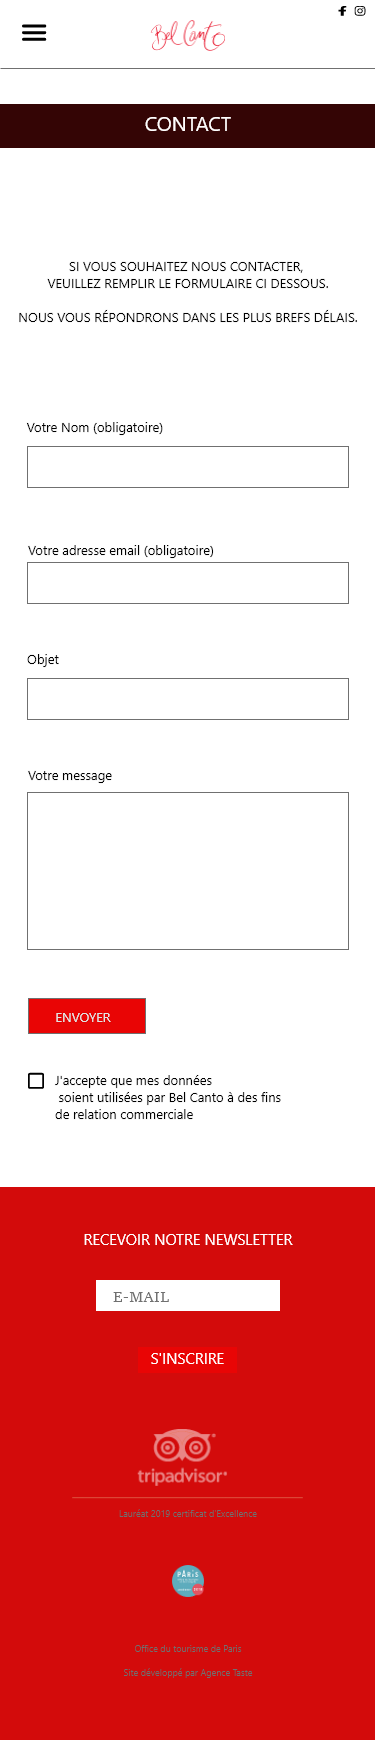 Bel Canto
CONTACT
SI VOUS SOUHAITEZ NOUS CONTACTER,
VEUILLEZ REMPLIR LE FORMULAIRE CI DESSOUS.
NOUS VOUS RÉPONDRONS DANS LES PLUS BREFS DÉLAIS.
Votre Nom (obligatoire)
Votre adresse email (obligatoire)
Objet
Votre message
ENVOYER
J'accepte que mes données
soient utilisées par Bel Canto à des fins
de relation commerciale
RECEVOIR NOTRE NEWSLETTER
E-MAIL
S'INSCRIRE
tripadvisor
Lauréat 2019 certificat d'Excellence
PARIS
Office du tourisme de Paris
Site développé par Agence Taste